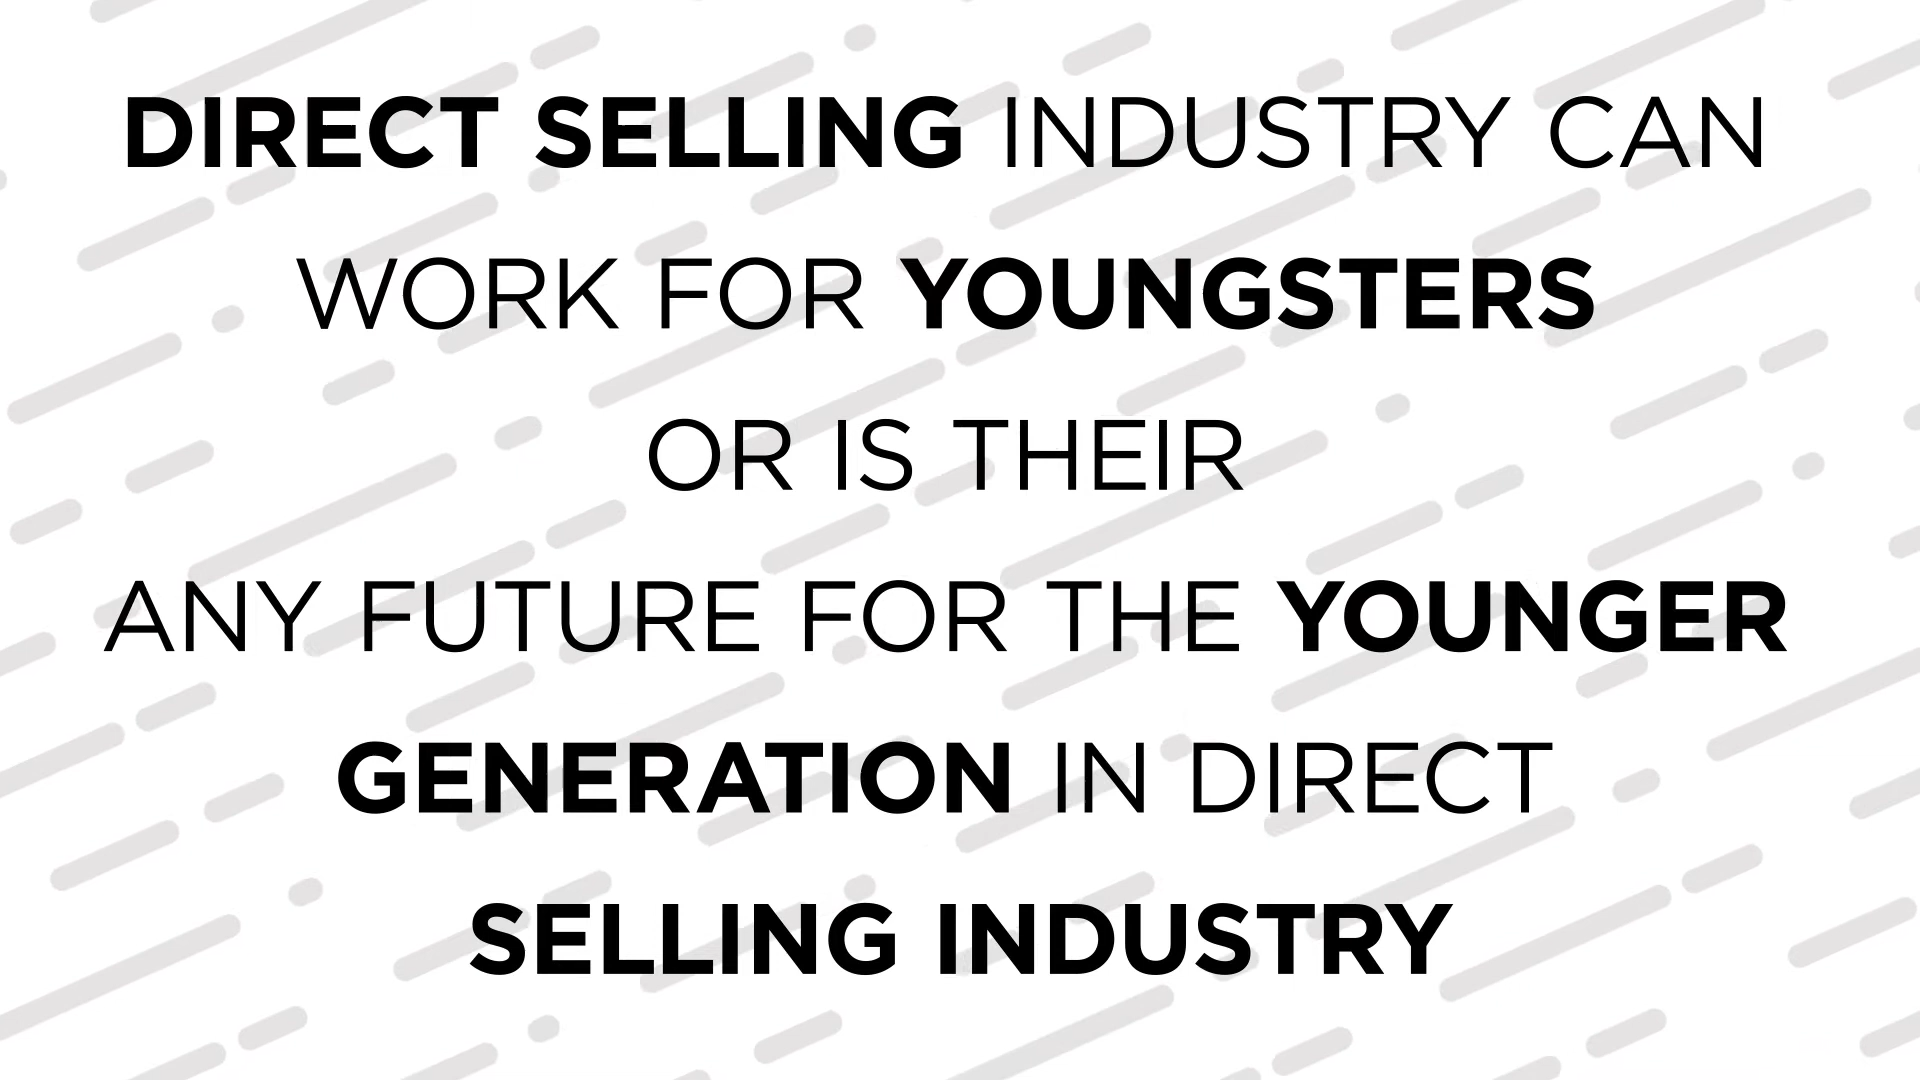 DIRECT SELLING INDUSTRY CAN
WORK FOR YOUNGSTERS
OR IS THEIR
ANY FUTURE FOR THE YOUNGER
GENERATION IN DIRECT
SELLING INDUSTRY